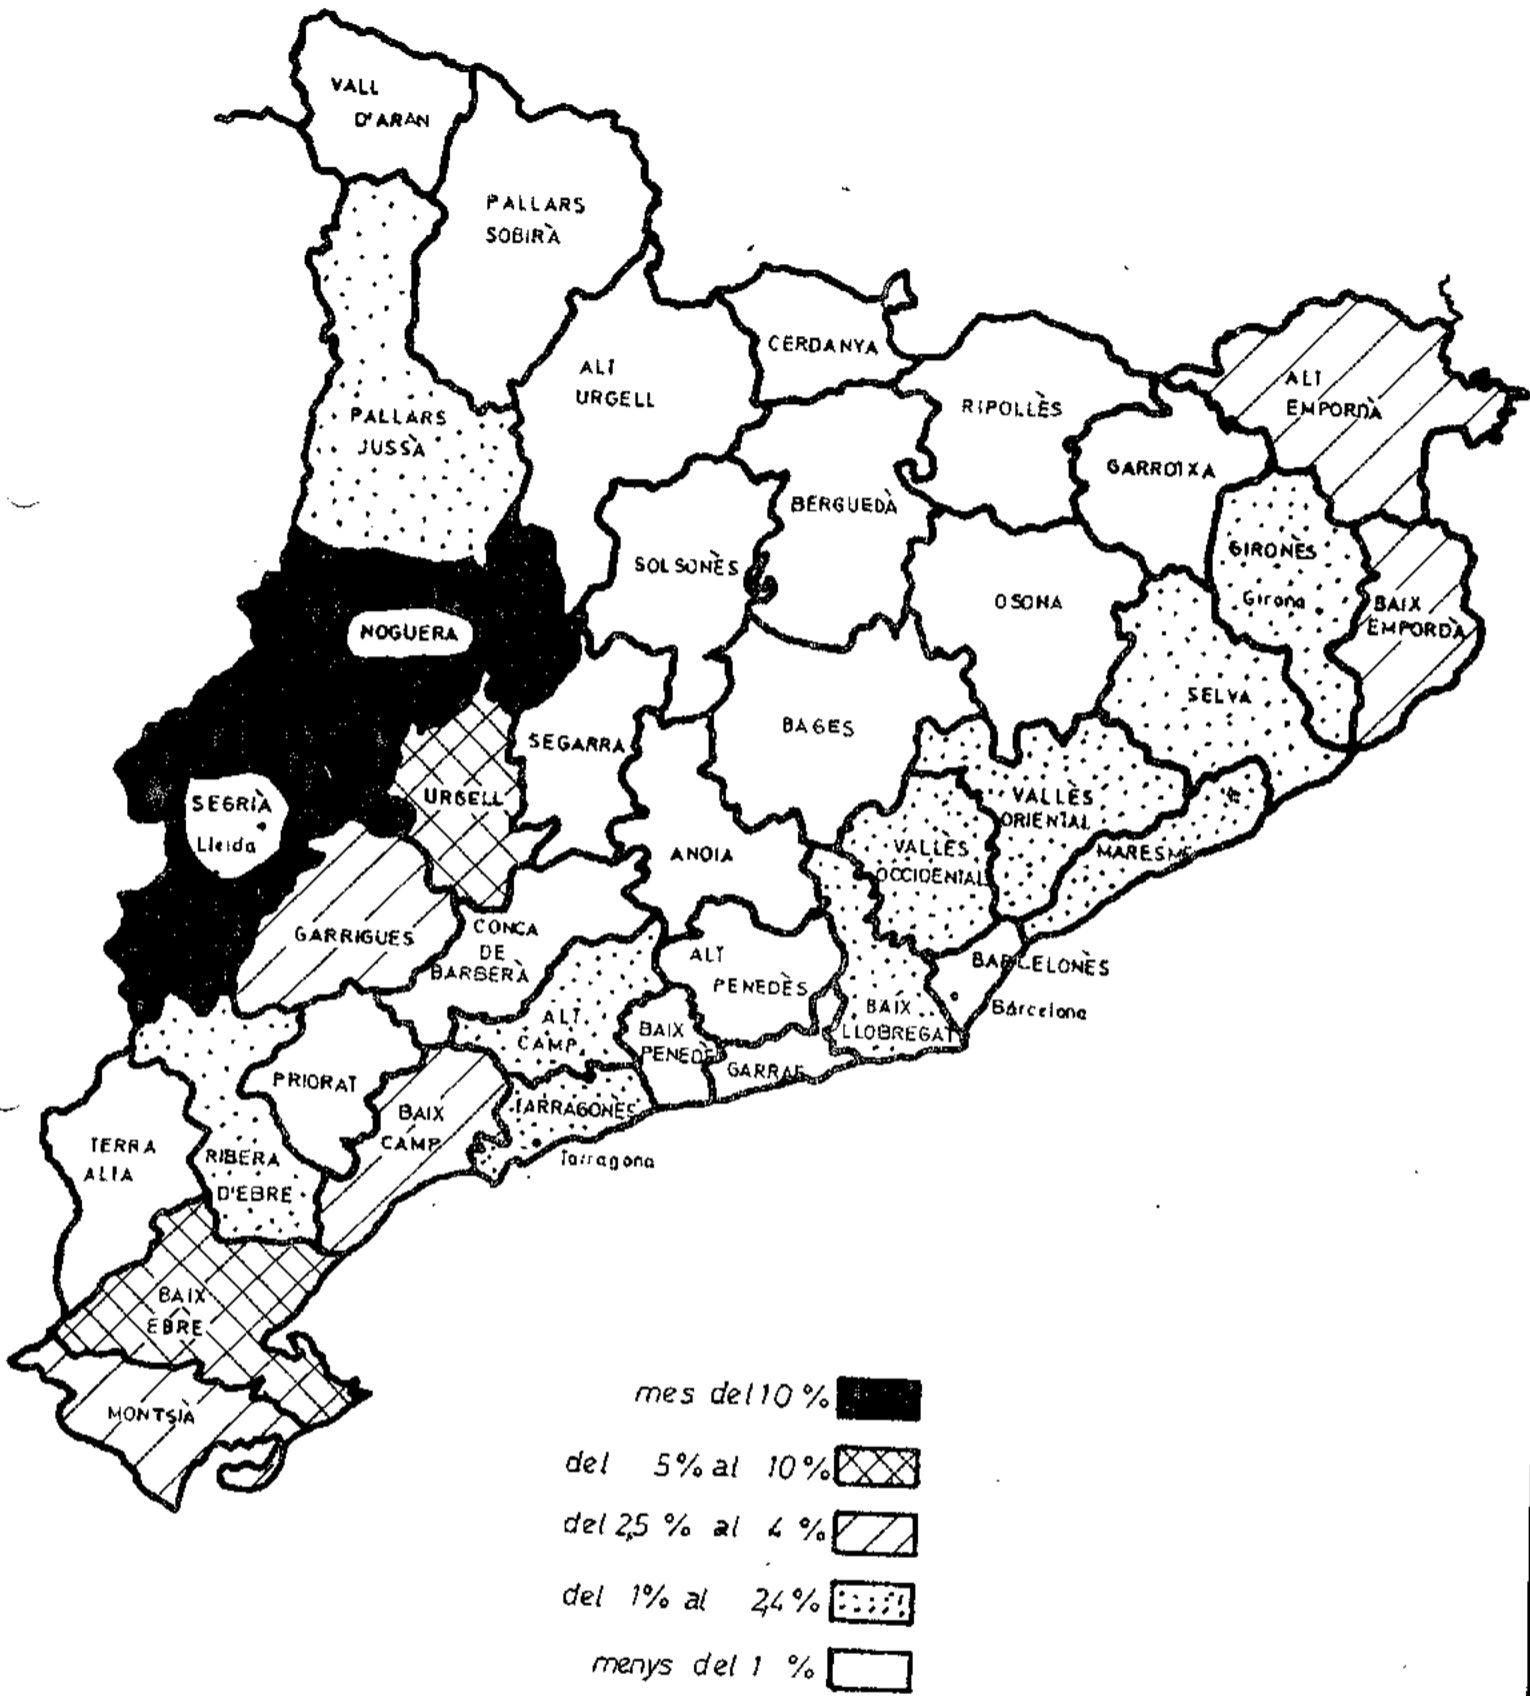 VALL
D'ARAN
PALLARS
SOBIRÀ
CERDANYA
ALT
URGELL
RIPOLLÈS
ALT
EMPORDÀ
PALLARS
JUSSÀ
GARROTXA
BERGUEDÀ
GIRONÈS
Girona
SOLSONÈS
OSONA
BAIX
EMPORDÀ
NOGUERA
SELVA
BAGES
SEGARRA
URGELL
SEGRIÀ
Lleida
VALLÈS
ORIENTAL
VALLÈS
OCCIDENTAL
MARESME
ANOIA
GARRIGUES
CONCA
DE
BARBERÀ
ALT
PENEDÈS
BARCELONÈS
Barcelona
BAIX
LLOBREGAT
ALT
CAMP
BAIX
PENEDÈS
GARRAF
PRIORAT
BAIX
CAMP
TARRAGONÈS
Tarragona
TERRA
ALTA
RIBERA
D'EBRE
BAIX
EBRE
MONTSIÀ
mes del 10 %
del 5% al 10 %
del 2,5 % al 4 %
del 1% al 2,4 %
menys del 1 %